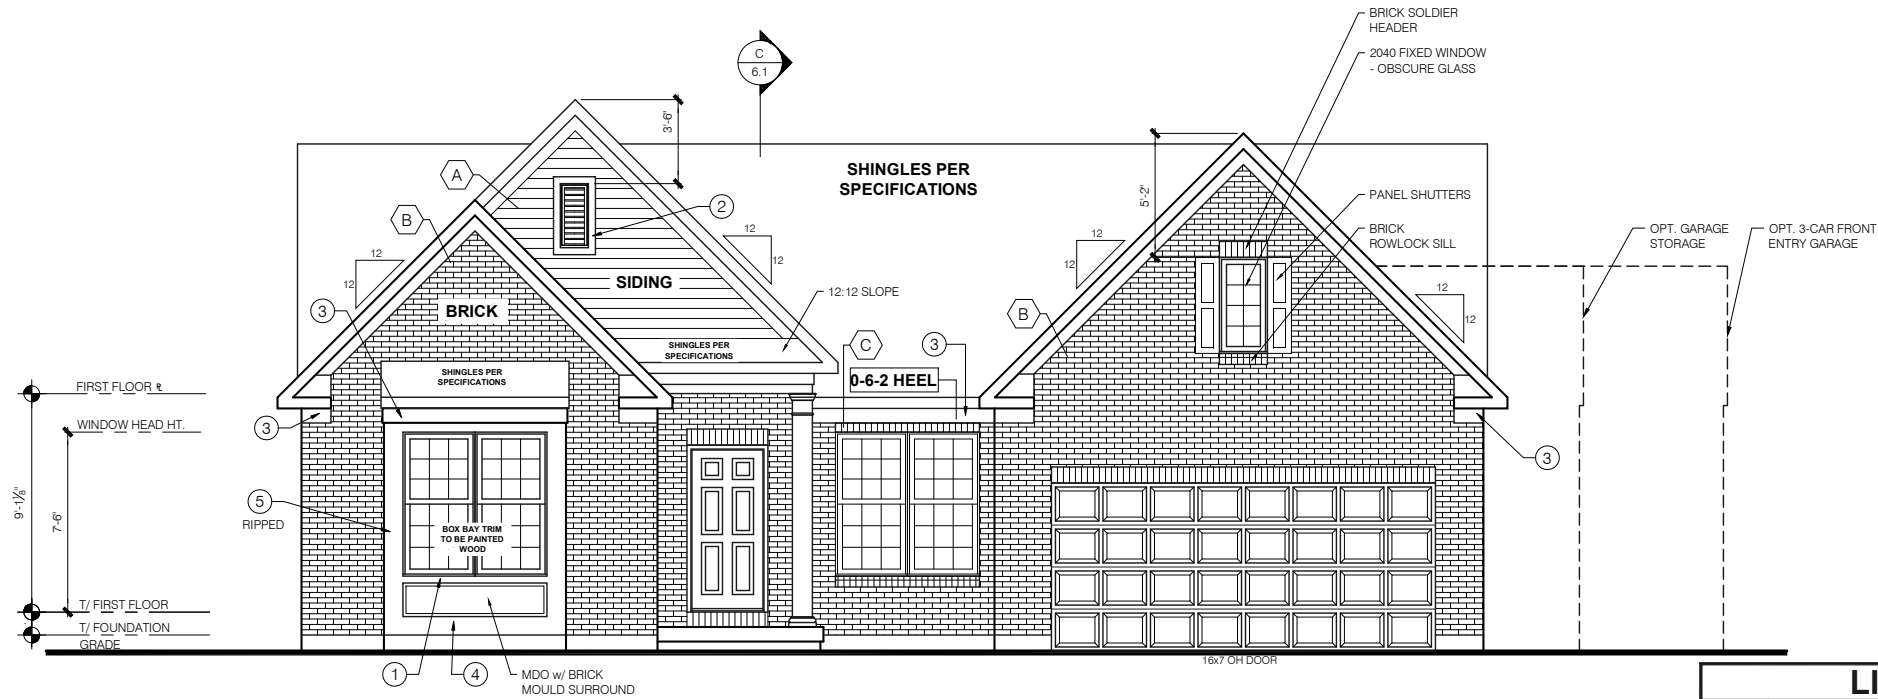 BRICK SOLDIER
HEADER
2040 FIXED WINDOW
- OBSCURE GLASS
C
6.1
3'-6"
SHINGLES PER
SPECIFICATIONS
5'-2"
A
2
B
PANEL SHUTTERS
BRICK
ROWLOCK SILL
OPT. GARAGE
STORAGE
OPT. 3-CAR FRONT
ENTRY GARAGE
12
12
12
12
12
12
12
12
SIDING
BRICK
12:12 SLOPE
3
B
C
3
SHINGLES PER
SPECIFICATIONS
SHINGLES PER
SPECIFICATIONS
0-6-2 HEEL
FIRST FLOOR
WINDOW HEAD HT.
3
3
9'-1⅛"
7'-6"
5
RIPPED
BOX BAY TRIM
TO BE PAINTED
WOOD
T/ FIRST FLOOR
T/ FOUNDATION
GRADE
1
4
MDO w/ BRICK
MOULD SURROUND
16x7 OH DOOR
LI